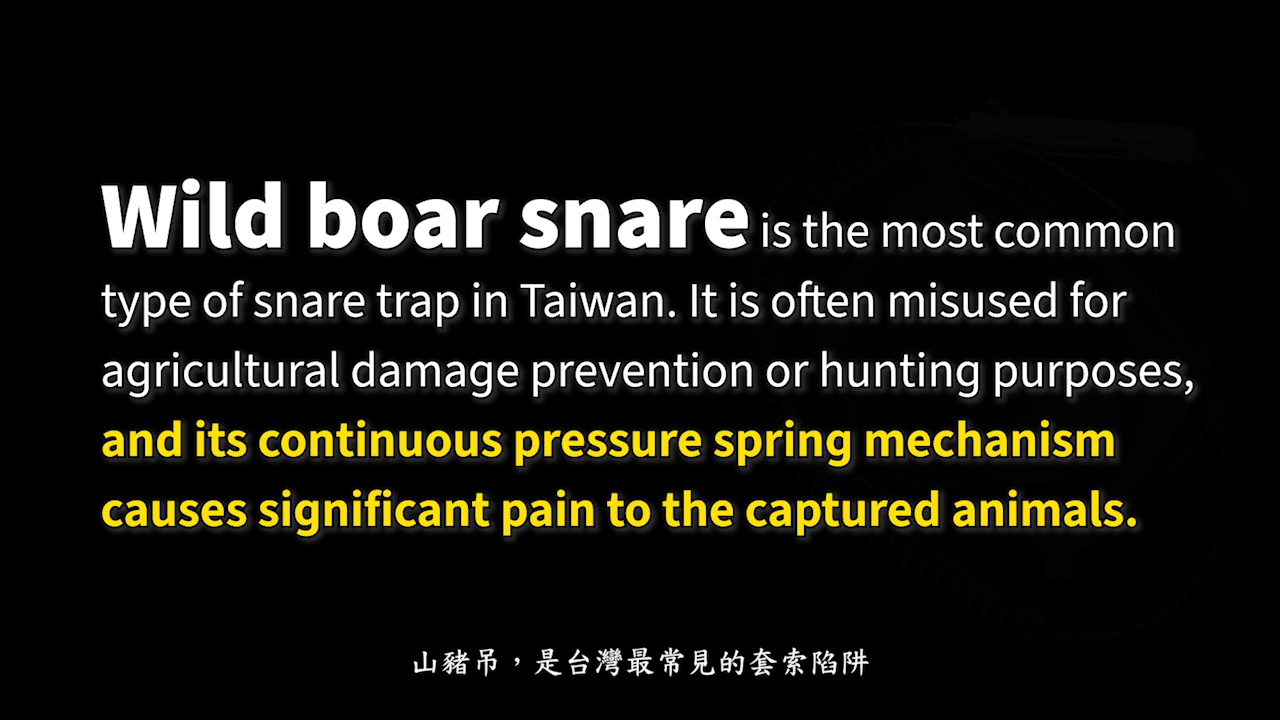 Wild boar snare is the most common
type of snare trap in Taiwan. It is often misused for
agricultural damage prevention or hunting purposes,
and its continuous pressure spring mechanism
causes significant pain to the captured animals.
山豬吊，是台灣最常見的套索陷阱